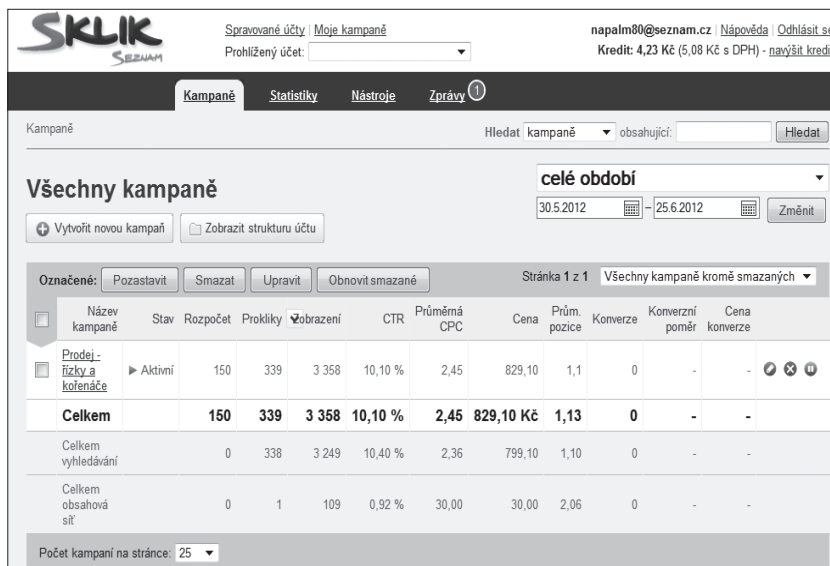 SKLIK
SEZNAM
Spravované účty | Moje kampaně
Prohlížený účet:
napalm80@seznam.cz | Nápověda | Odhlásit se
Kredit: 4,23 Kč (5,08 Kč s DPH) - navýšit kredi
Kampaně Statistiky Nástroje Zprávy 1
Kampaně
Hledat kampaně obsahující: Hledat
Všechny kampaně
celé období
30.5.2012 – 25.6.2012 Změnit
Vytvořit novou kampaň Zobrazit strukturu účtu
Označené: Pozastavit Smazat Upravit Obnovit smazané Stránka 1 z 1 Všechny kampaně kromě smazaných
Název kampaně Stav Rozpočet Prokliky Zobrazení CTR Průměrná CPC Cena Prům. pozice Konverze Konverzní poměr Cena konverze
Prodej - řízky a kořenáče Aktivní 150 339 3 358 10,10 % 2,45 829,10 1,1 0 - -
Celkem 150 339 3 358 10,10 % 2,45 829,10 Kč 1,13 0 - -
Celkem vyhledávání 0 338 3 249 10,40 % 2,36 799,10 1,10 0 - -
Celkem obsahová síť 0 1 109 0,92 % 30,00 30,00 2,06 0 - -
Počet kampaní na stránce: 25